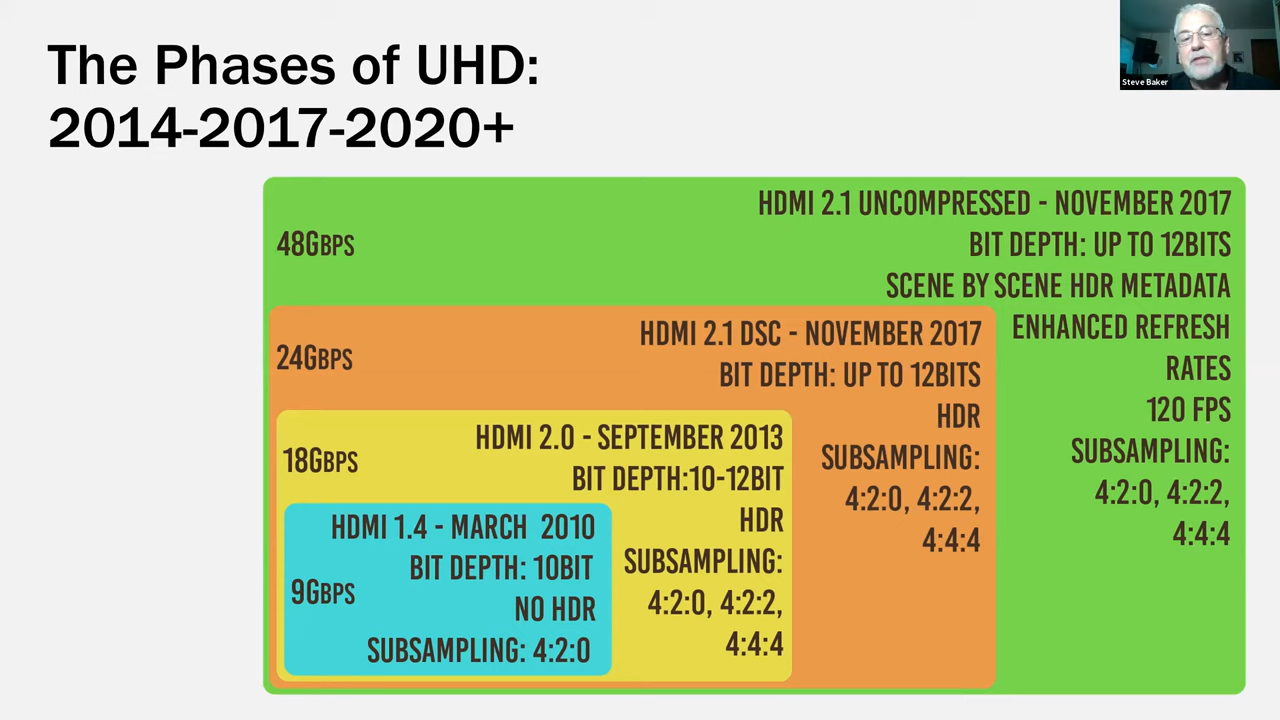 The Phases of UHD:
2014-2017-2020+
Steve Baker
48GBPS
HDMI 2.1 UNCOMPRESSED - NOVEMBER 2017
BIT DEPTH: UP TO 12BITS
SCENE BY SCENE HDR METADATA
ENHANCED REFRESH
RATES
120 FPS
SUBSAMPLING:
4:2:0, 4:2:2,
4:4:4
24GBPS
HDMI 2.1 DSC - NOVEMBER 2017
BIT DEPTH: UP TO 12BITS
HDR
SUBSAMPLING:
4:2:0, 4:2:2,
4:4:4
18GBPS
HDMI 2.0 - SEPTEMBER 2013
BIT DEPTH:10-12BIT
HDR
SUBSAMPLING:
4:2:0, 4:2:2,
4:4:4
9GBPS
HDMI 1.4 - MARCH 2010
BIT DEPTH: 10BIT
NO HDR
SUBSAMPLING: 4:2:0